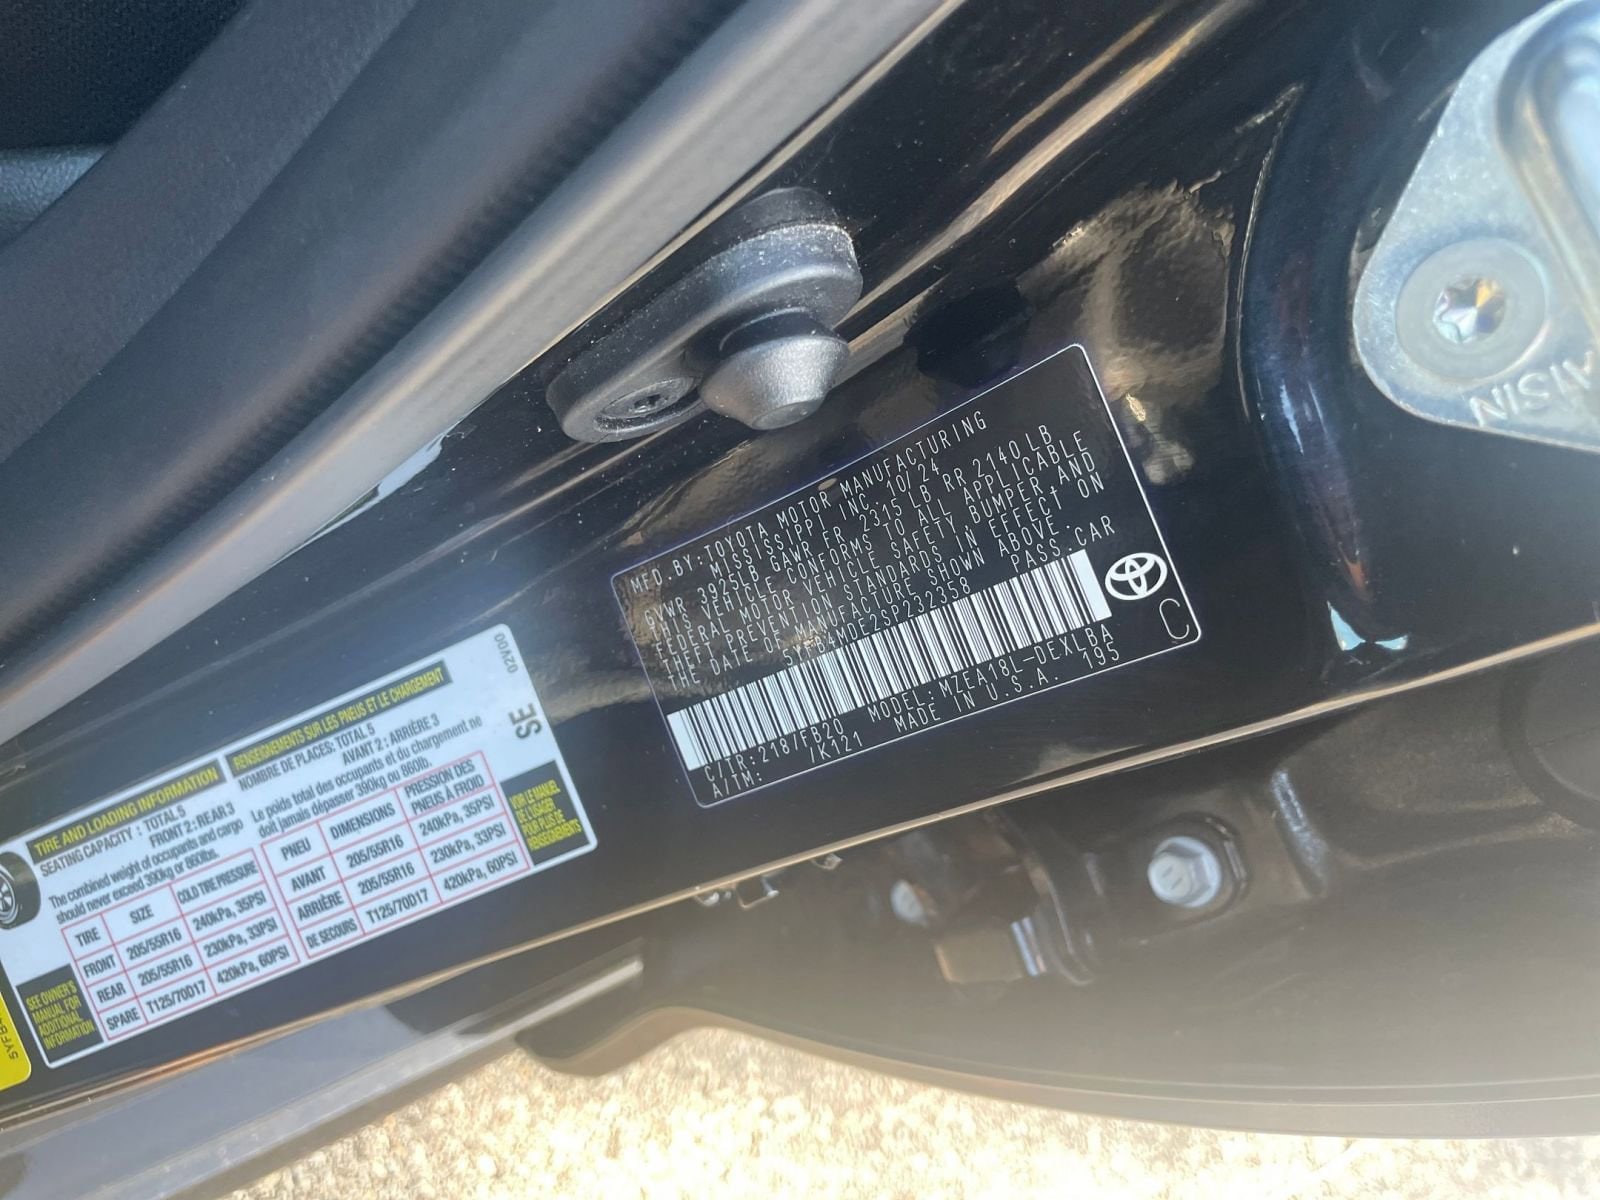 MFD.BY:TOYOTA MOTOR MANUFACTURING
MISSISSIPPI INC. 10/24
GVWR 3925LB GAWR FR 2315LB RR 2140LB
THIS VEHICLE CONFORMS TO ALL APPLICABLE
FEDERAL MOTOR VEHICLE SAFETY, BUMPER, AND
THEFT PREVENTION STANDARDS IN EFFECT ON
THE DATE OF MANUFACTURE SHOWN ABOVE.
5YFB4MDE2SP232358 PASS.CAR
C/TR:218/FB20 MODEL:MZEA18L-DEXLBA
A/TM: /K121 MADE IN U.S.A. 195
C
AISIN
02V00
SE
TIRE AND LOADING INFORMATION
SEATING CAPACITY : TOTAL 5
FRONT 2 : REAR 3
The combined weight of occupants and cargo
should never exceed 390kg or 860lbs.
TIRE SIZE COLD TIRE PRESSURE
FRONT 205/55R16 240kPa, 35PSI
REAR 205/55R16 230kPa, 33PSI
SPARE T125/70D17 420kPa, 60PSI
SEE OWNER'S
MANUAL FOR
ADDITIONAL
INFORMATION
RENSEIGNEMENTS SUR LES PNEUS ET LE CHARGEMENT
NOMBRE DE PLACES: TOTAL 5
AVANT 2 : ARRIÈRE 3
Le poids total des occupants et du chargement ne
doit jamais dépasser 390kg ou 860lb.
PNEU DIMENSIONS PRESSION DES
PNEUS À FROID
AVANT 205/55R16 240kPa, 35PSI
ARRIÈRE 205/55R16 230kPa, 33PSI
DE SECOURS T125/70D17 420kPa, 60PSI
VOIR LE MANUEL
DE L'USAGER
POUR PLUS DE
RENSEIGNEMENTS